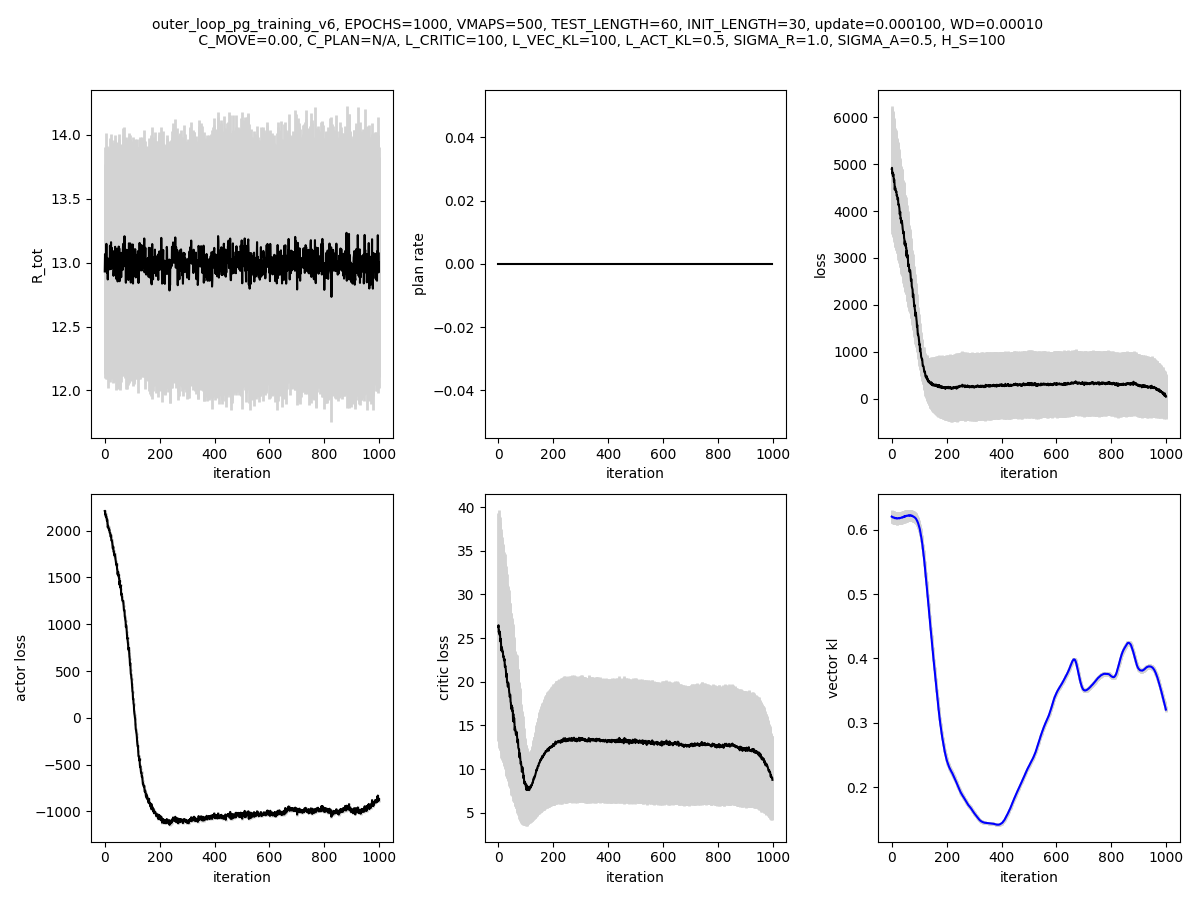 outer_loop_pg_training_v6, EPOCHS=1000, VMAPS=500, TEST_LENGTH=60, INIT_LENGTH=30, update=0.000100, WD=0.00010
C_MOVE=0.00, C_PLAN=N/A, L_CRITIC=100, L_VEC_KL=100, L_ACT_KL=0.5, SIGMA_R=1.0, SIGMA_A=0.5, H_S=100
R_tot
14.0
13.5
13.0
12.5
12.0
0 200 400 600 800 1000
iteration
plan rate
0.04
0.02
0.00
−0.02
−0.04
0 200 400 600 800 1000
iteration
loss
6000
5000
4000
3000
2000
1000
0
0 200 400 600 800 1000
iteration
actor loss
2000
1500
1000
500
0
−500
−1000
0 200 400 600 800 1000
iteration
critic loss
40
35
30
25
20
15
10
5
0 200 400 600 800 1000
iteration
vector kl
0.6
0.5
0.4
0.3
0.2
0 200 400 600 800 1000
iteration